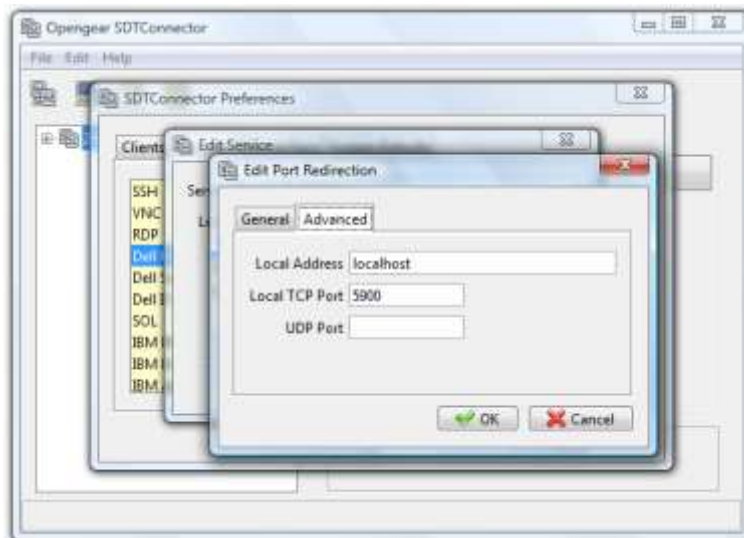 Opengear SDTConnector
File Edit Help
SDTConnector Preferences
Clients
Edit Service
SSH
VNC
RDP
Dell
Dell
Dell
SOL
IBM
IBM
IBM
Edit Port Redirection
General Advanced
Local Address localhost
Local TCP Port 5900
UDP Port
OK Cancel